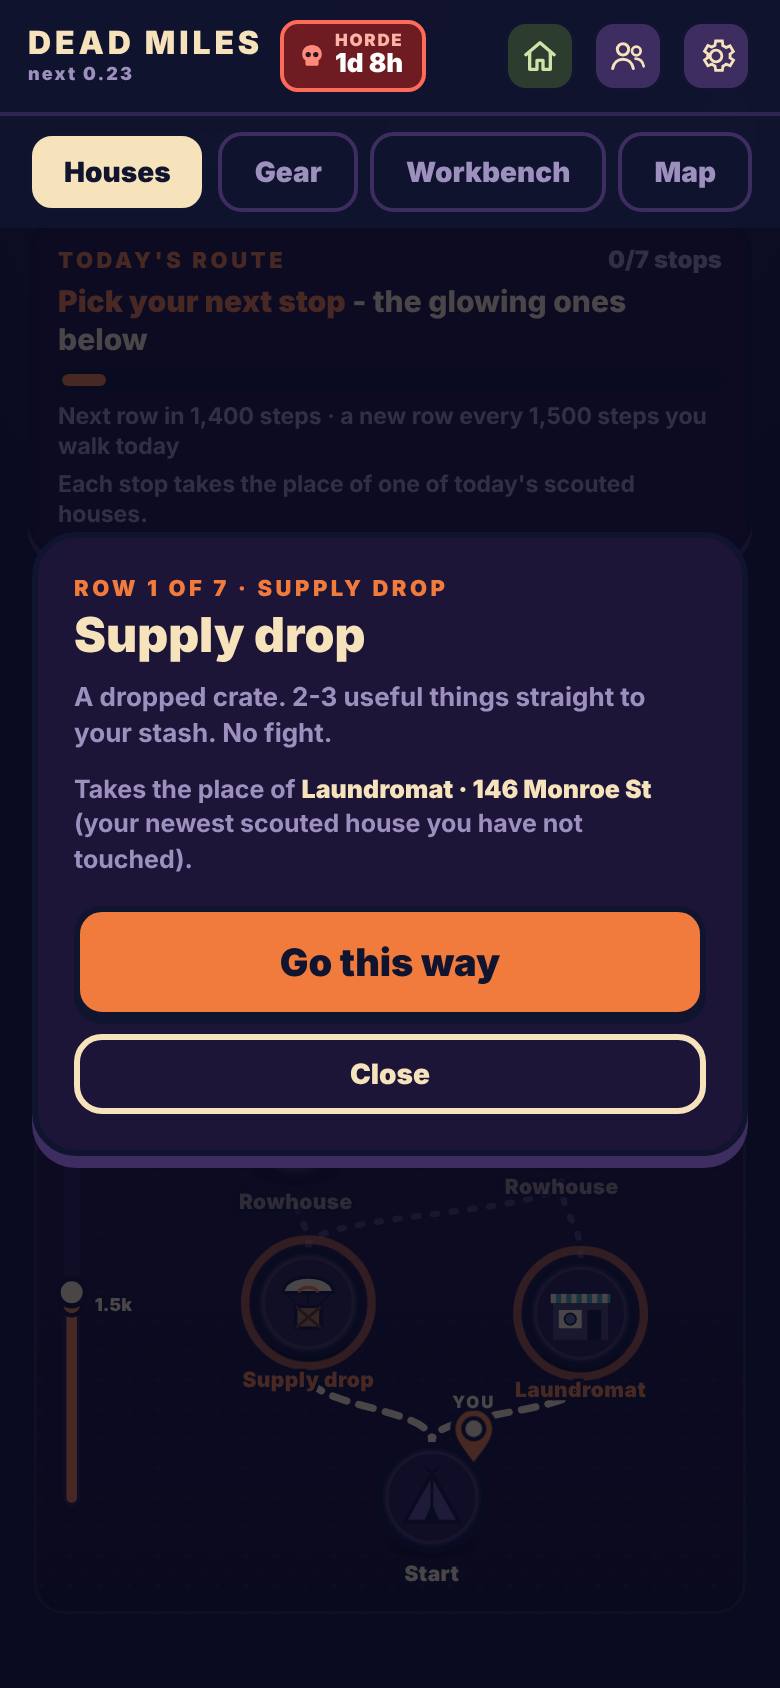 DEAD MILES
next 0.23
HORDE
1d 8h
Houses
Gear
Workbench
Map
TODAY'S ROUTE
0/7 stops
Pick your next stop - the glowing ones
below
Next row in 1,400 steps · a new row every 1,500 steps you
walk today
Each stop takes the place of one of today's scouted
houses.
ROW 1 OF 7 · SUPPLY DROP
Supply drop
A dropped crate. 2-3 useful things straight to
your stash. No fight.
Takes the place of Laundromat · 146 Monroe St
(your newest scouted house you have not
touched).
Go this way
Close
Rowhouse
Rowhouse
1.5k
Supply drop
Laundromat
YOU
Start